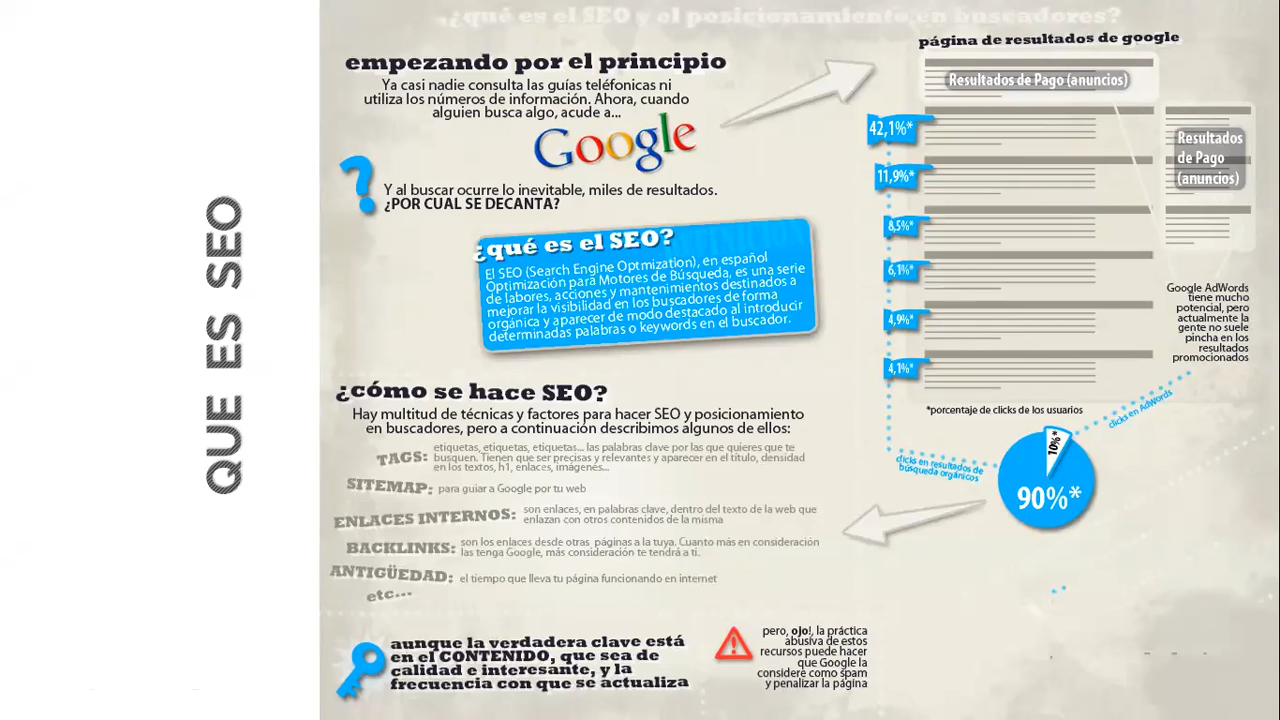 QUE ES SEO
¿qué es el SEO y el posicionamiento en buscadores?
empezando por el principio
Ya casi nadie consulta las guías teléfonicas ni
utiliza los números de información. Ahora, cuando
alguien busca algo, acude a...
Google
?
Y al buscar ocurre lo inevitable, miles de resultados.
¿POR CUAL SE DECANTA?
¿qué es el SEO?
El SEO (Search Engine Optmization), en español
Optimización para Motores de Búsqueda, es una serie
de labores, acciones y mantenimientos destinados a
mejorar la visibilidad en los buscadores de forma
orgánica y aparecer de modo destacado al introducir
determinadas palabras o keywords en el buscador.
¿cómo se hace SEO?
Hay multitud de técnicas y factores para hacer SEO y posicionamiento
en buscadores, pero a continuación describimos algunos de ellos:
TAGS: etiquetas, etiquetas, etiquetas... las palabras clave por las que quieres que te
busquen. Tienen que ser precisas y relevantes y aparecer en el título, densidad
en los textos, h1, enlaces, imágenes...
SITEMAP: para guiar a Google por tu web
ENLACES INTERNOS: son enlaces, en palabras clave, dentro del texto de la web que
enlazan con otros contenidos de la misma
BACKLINKS: son los enlaces desde otras páginas a la tuya. Cuanto más en consideración
las tenga Google, más consideración te tendrá a ti.
ANTIGÜEDAD: el tiempo que lleva tu página funcionando en internet
etc...
aunque la verdadera clave está
en el CONTENIDO, que sea de
calidad e interesante, y la
frecuencia con que se actualiza
pero, ojo!, la práctica
abusiva de estos
recursos puede hacer
que Google la
considere como spam
y penalizar la página
página de resultados de google
Resultados de Pago (anuncios)
42,1%*
11,9%*
8,5%*
6,1%*
4,9%*
4,1%*
Resultados
de Pago
(anuncios)
Google AdWords
tiene mucho
potencial, pero
actualmente la
gente no suele
pincha en los
resultados
promocionados
*porcentaje de clicks de los usuarios
clicks en AdWords
clicks en resultados de
búsqueda orgánicos
10%*
90%*